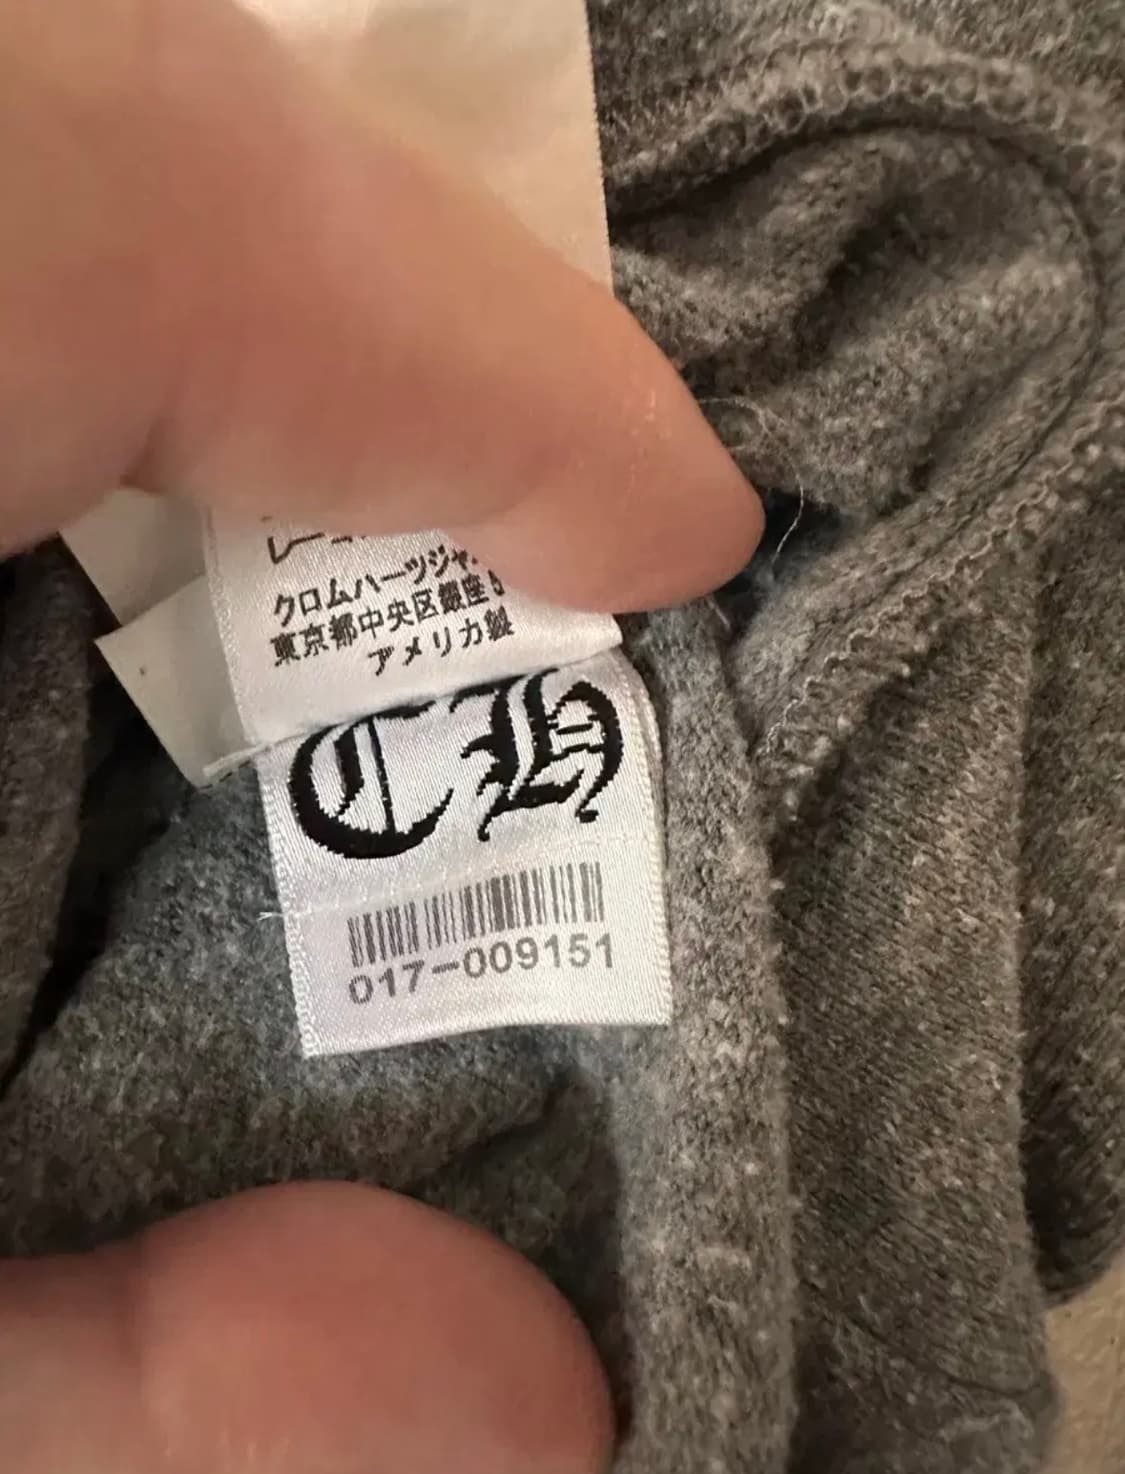 クロムハーツジャ
東京都中央区銀座
アメリカ製
CH
017-009151